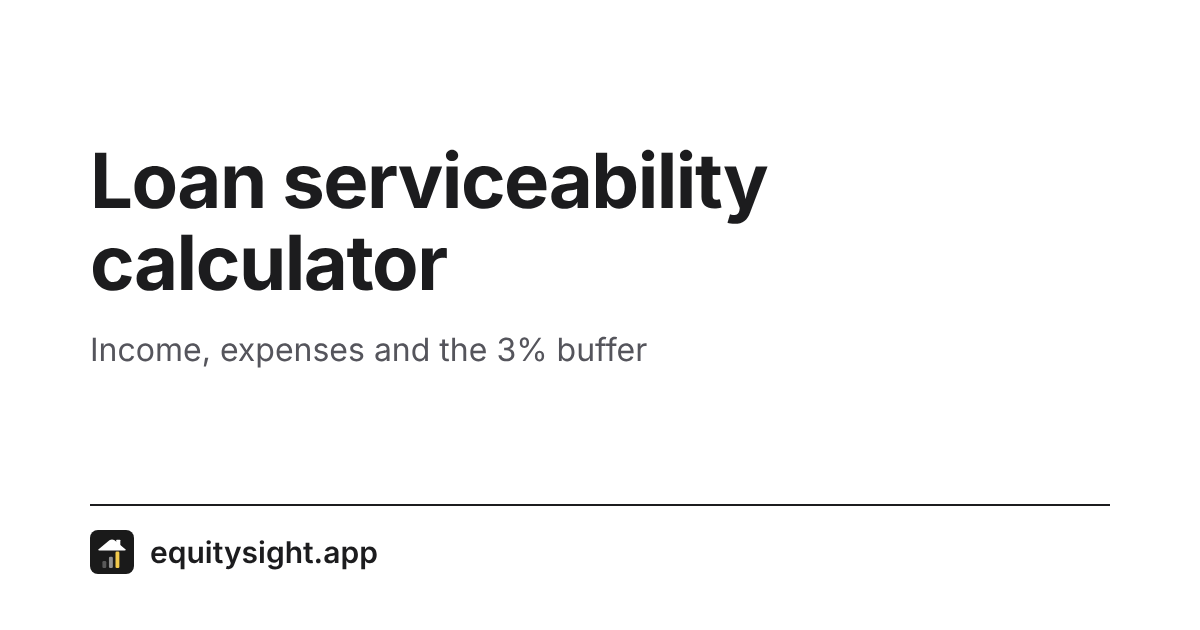 Loan serviceability
calculator
Income, expenses and the 3% buffer
equitysight.app